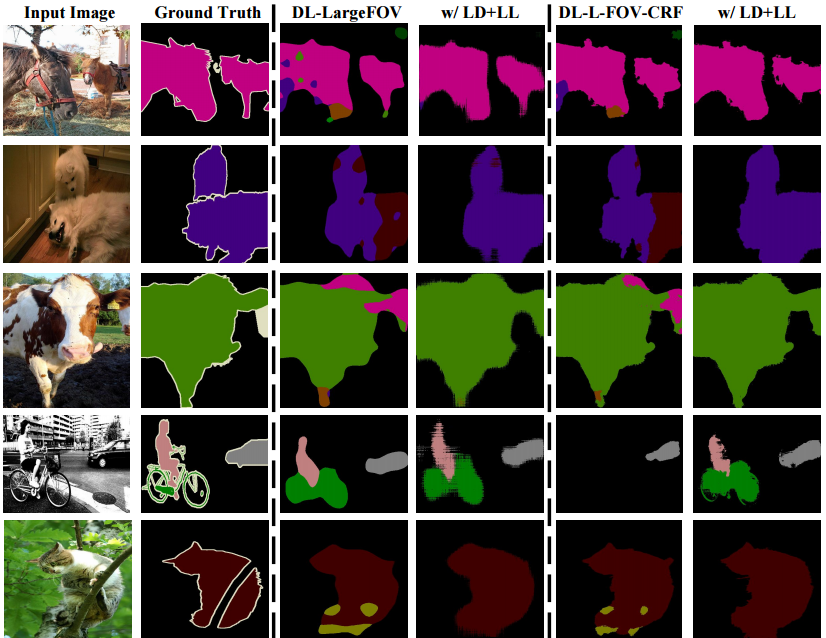 Input Image Ground Truth DL-LargeFOV w/ LD+LL DL-L-FOV-CRF w/ LD+LL